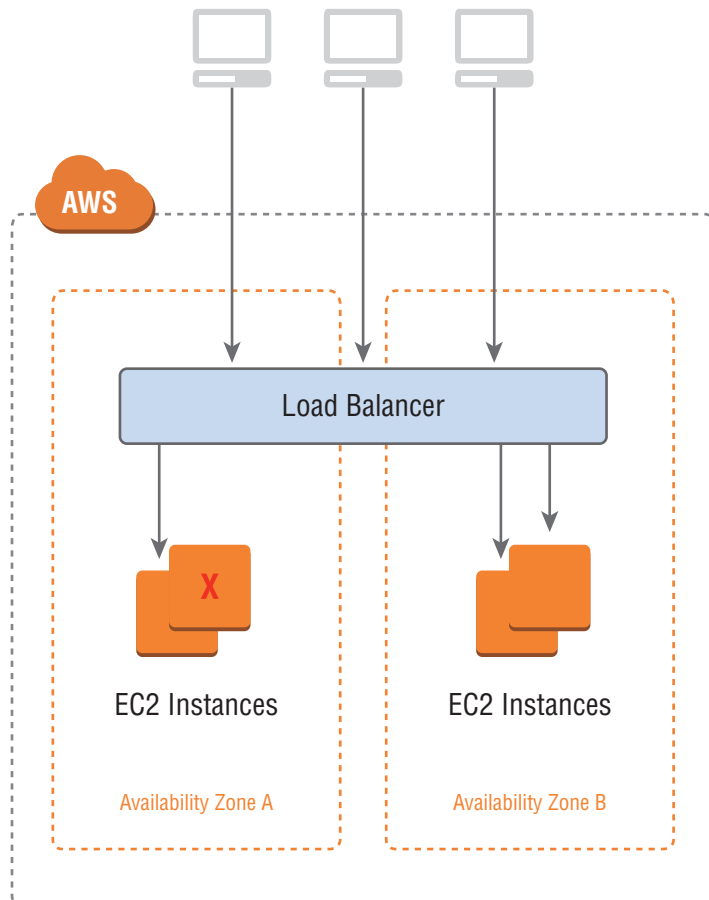 AWS
Load Balancer
X
EC2 Instances
EC2 Instances
Availability Zone A
Availability Zone B